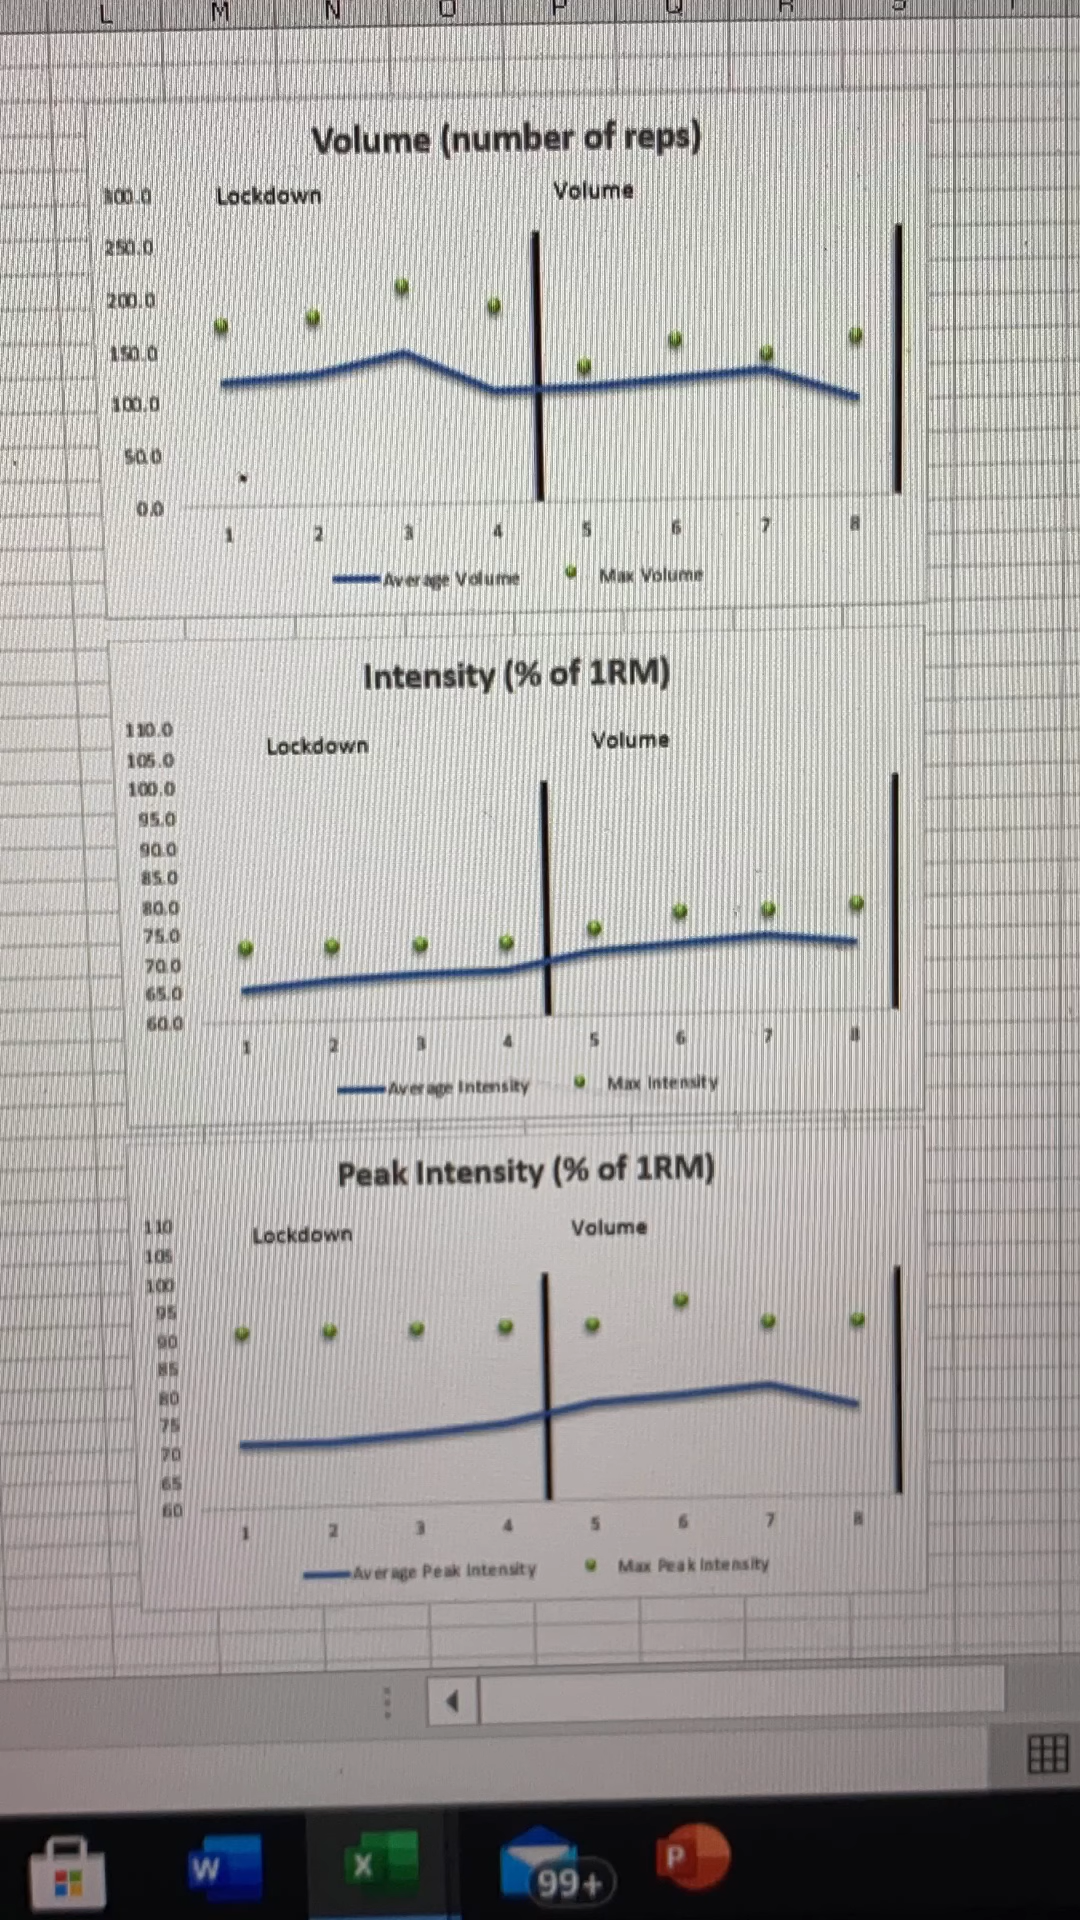 L M N O P Q R S
Volume (number of reps)
Lockdown Volume
300.0
250.0
200.0
150.0
100.0
50.0
0.0
1 2 3 4 5 6 7 8
Average Volume Max Volume
Intensity (% of 1RM)
Lockdown Volume
110.0
105.0
100.0
95.0
90.0
85.0
80.0
75.0
70.0
65.0
60.0
1 2 3 4 5 6 7 8
Average Intensity Max Intensity
Peak Intensity (% of 1RM)
Lockdown Volume
110
105
100
95
90
85
80
75
70
65
60
1 2 3 4 5 6 7 8
Average Peak Intensity Max Peak Intensity
W X 99+ P